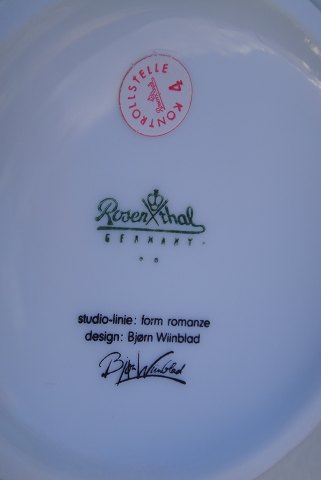 KONTROLLSTELLE 4
Rosenthal
GERMANY
studio-linie: form romanze
design: Bjørn Wiinblad
Bjørn Wiinblad